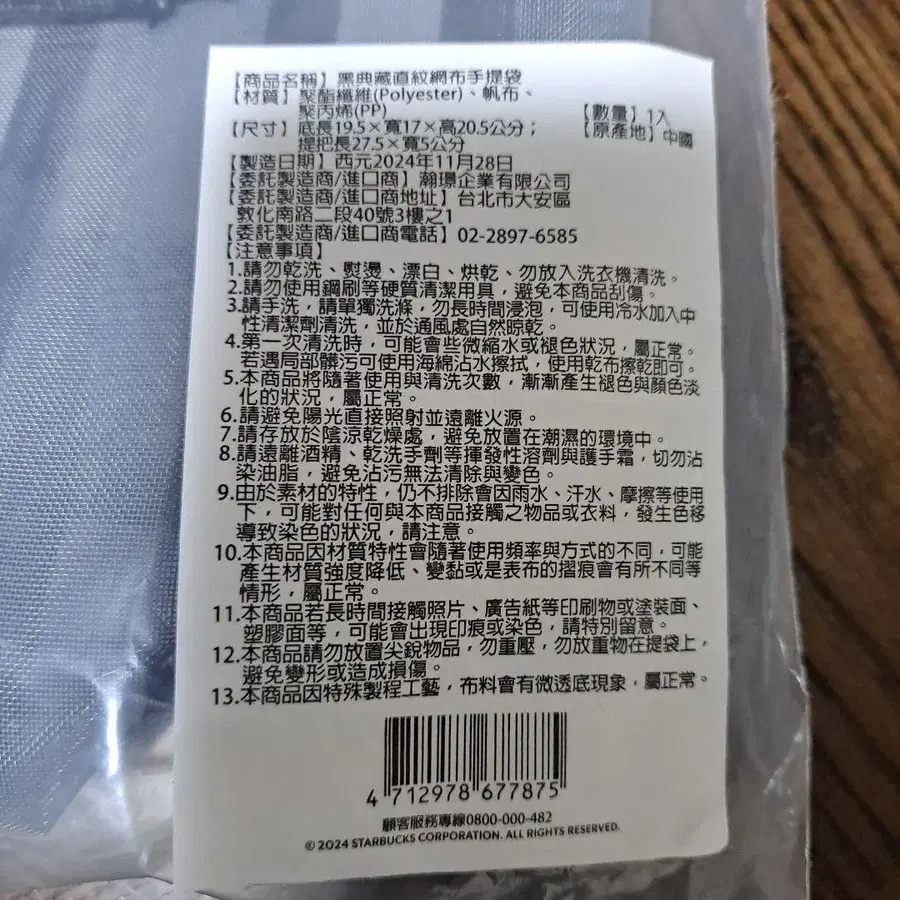 【商品名稱】黑典藏直紋網布手提袋
【材質】聚酯纖維(Polyester)、帆布、
聚丙烯(PP)
【數量】1入
【尺寸】底長19.5×寬17×高20.5公分；
【原產地】中國
提把長27.5×寬5公分
【製造日期】西元2024年11月28日
【委託製造商/進口商】瀚璟企業有限公司
【委託製造商/進口商地址】台北市大安區
敦化南路二段40號3樓之1
【委託製造商/進口商電話】02-2897-6585
【注意事項】
1.請勿乾洗、熨燙、漂白、烘乾、勿放入洗衣機清洗。
2.請勿使用鋼刷等硬質清潔用具，避免本商品刮傷。
3.請手洗，請單獨洗滌，勿長時間浸泡，可使用冷水加入中
性清潔劑清洗，並於通風處自然晾乾。
4.第一次清洗時，可能會些微縮水或褪色狀況，屬正常。
若遇局部髒污可使用海綿沾水擦拭，使用乾布擦乾即可。
5.本商品將隨著使用與清洗次數，漸漸產生褪色與顏色淡
化的狀況，屬正常。
6.請避免陽光直接照射並遠離火源。
7.請存放於陰涼乾燥處，避免放置在潮濕的環境中。
8.請遠離酒精、乾洗手劑等揮發性溶劑與護手霜，切勿沾
染油脂，避免沾污無法清除與變色。
9.由於素材的特性，仍不排除會因雨水、汗水、摩擦等使用
下，可能對任何與本商品接觸之物品或衣料，發生色移
導致染色的狀況，請注意。
10.本商品因材質特性會隨著使用頻率與方式的不同，可能
產生材質強度降低、變黏或是表布的摺痕會有所不同等
情形，屬正常。
11.本商品若長時間接觸照片、廣告紙等印刷物或塗裝面、
塑膠面等，可能會出現印痕或染色，請特別留意。
12.本商品請勿放置尖銳物品，勿重壓，勿放重物在提袋上，
避免變形或造成損傷。
13.本商品因特殊製程工藝，布料會有微透底現象，屬正常。
4 712978 677875
顧客服務專線0800-000-482
© 2024 STARBUCKS CORPORATION. ALL RIGHTS RESERVED.